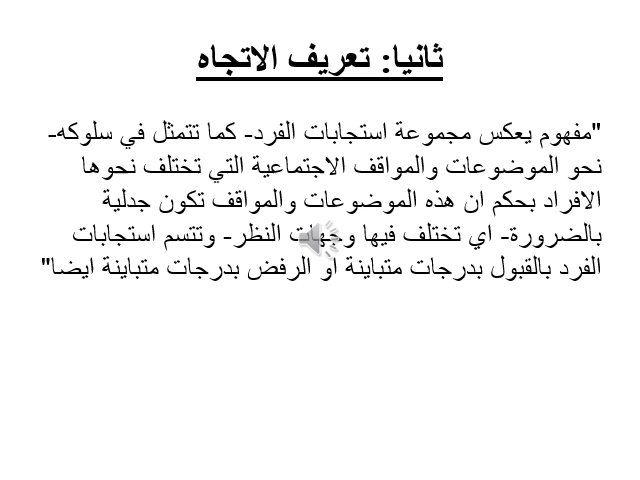 ثانيا: تعريف الاتجاه
"مفهوم يعكس مجموعة استجابات الفرد- كما تتمثل في سلوكه-
نحو الموضوعات والمواقف الاجتماعية التي تختلف نحوها
الافراد بحكم ان هذه الموضوعات والمواقف تكون جدلية
بالضرورة- اي تختلف فيها وجهات النظر- وتتسم استجابات
الفرد بالقبول بدرجات متباينة او الرفض بدرجات متباينة ايضا"